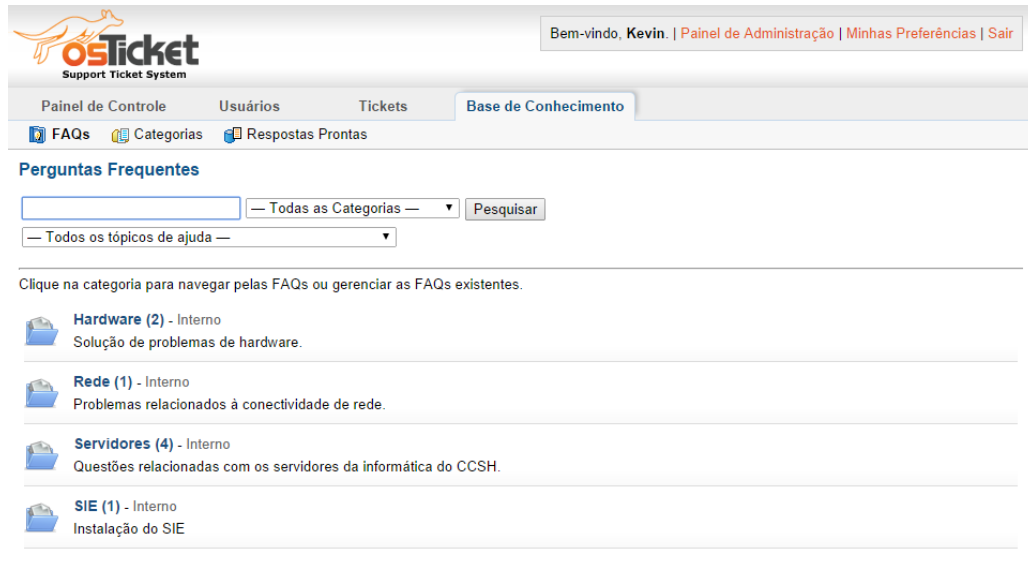 osTicket
Support Ticket System
Bem-vindo, Kevin. | Painel de Administração | Minhas Preferências | Sair
Painel de Controle Usuários Tickets Base de Conhecimento
FAQs Categorias Respostas Prontas
Perguntas Frequentes
— Todas as Categorias — Pesquisar
— Todos os tópicos de ajuda —
Clique na categoria para navegar pelas FAQs ou gerenciar as FAQs existentes.
Hardware (2) - Interno
Solução de problemas de hardware.
Rede (1) - Interno
Problemas relacionados à conectividade de rede.
Servidores (4) - Interno
Questões relacionadas com os servidores da informática do CCSH.
SIE (1) - Interno
Instalação do SIE